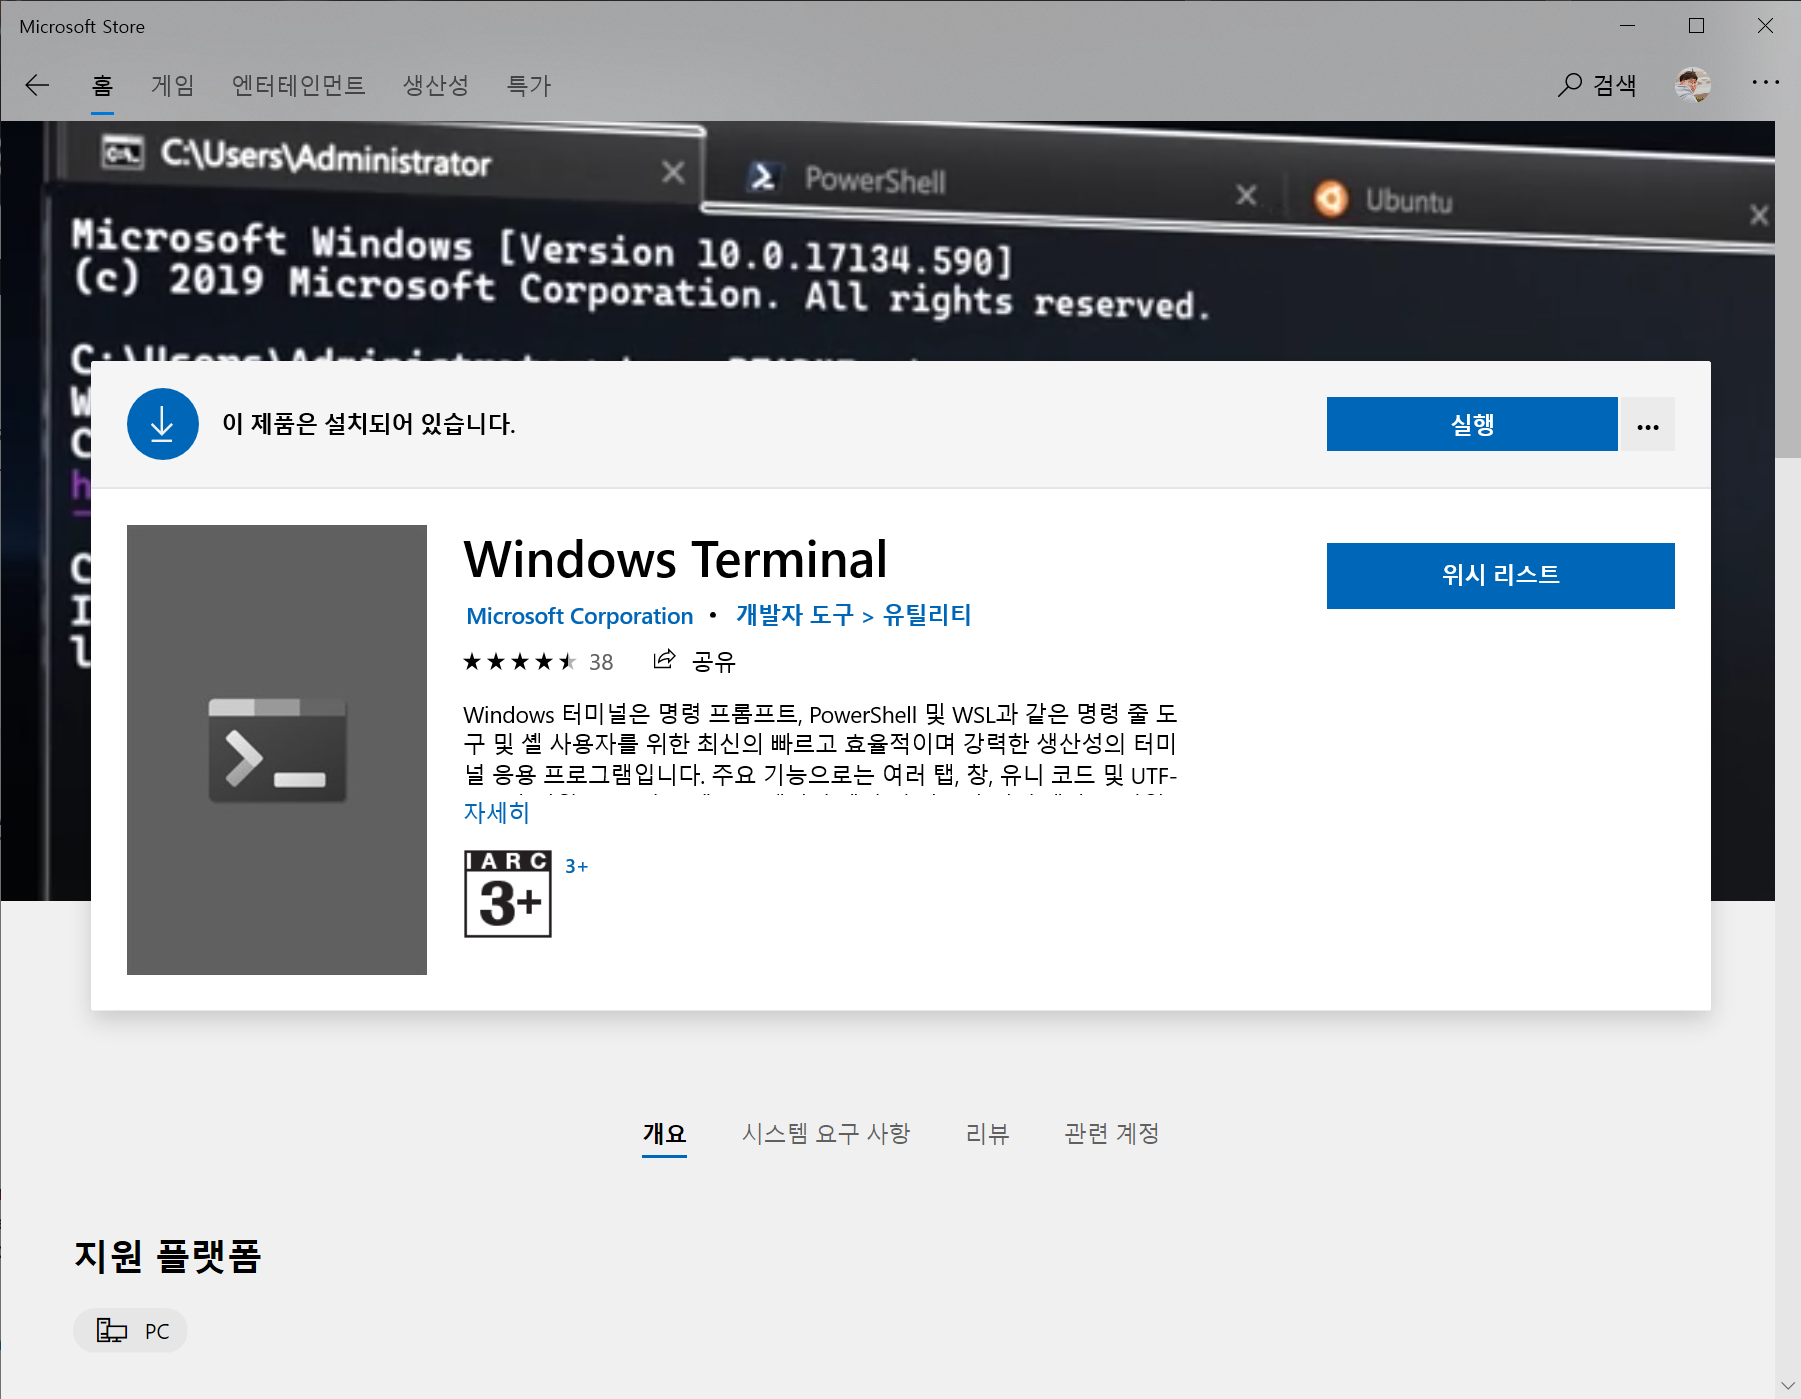 Microsoft Store
홈 게임 엔터테인먼트 생산성 특가 검색
C:\Users\Administrator PowerShell Ubuntu
Microsoft Windows [Version 10.0.17134.590]
(c) 2019 Microsoft Corporation. All rights reserved.
이 제품은 설치되어 있습니다. 실행
Windows Terminal
위시 리스트
Microsoft Corporation • 개발자 도구 > 유틸리티
38 공유
Windows 터미널은 명령 프롬프트, PowerShell 및 WSL과 같은 명령 줄 도
구 및 셸 사용자를 위한 최신의 빠르고 효율적이며 강력한 생산성의 터미
널 응용 프로그램입니다. 주요 기능으로는 여러 탭, 창, 유니 코드 및 UTF-
자세히
IARC
3+
3+
개요 시스템 요구 사항 리뷰 관련 계정
지원 플랫폼
PC